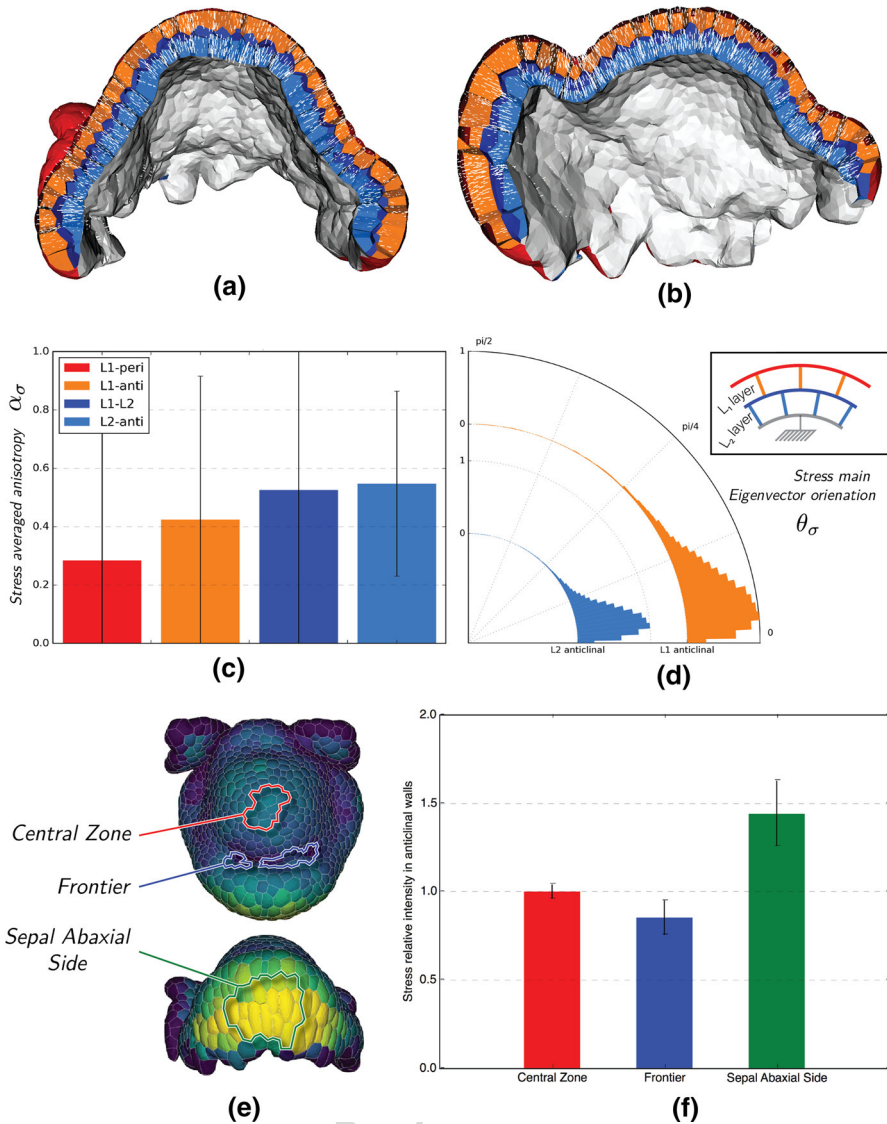 (a)
(b)
Stress averaged anisotropy α_σ
1.0
0.8
0.6
0.4
0.2
0.0
L1-peri
L1-anti
L1-L2
L2-anti
(c)
pi/2
pi/4
1
0
1
0
0
L2 anticlinal
L1 anticlinal
L₁ layer
L₂ layer
Stress main
Eigenvector orienation
θ_σ
(d)
Central Zone
Frontier
Sepal Abaxial
Side
(e)
Stress relative intensity in anticlinal walls
2.0
1.5
1.0
0.5
0.0
Central Zone
Frontier
Sepal Abaxial Side
(f)